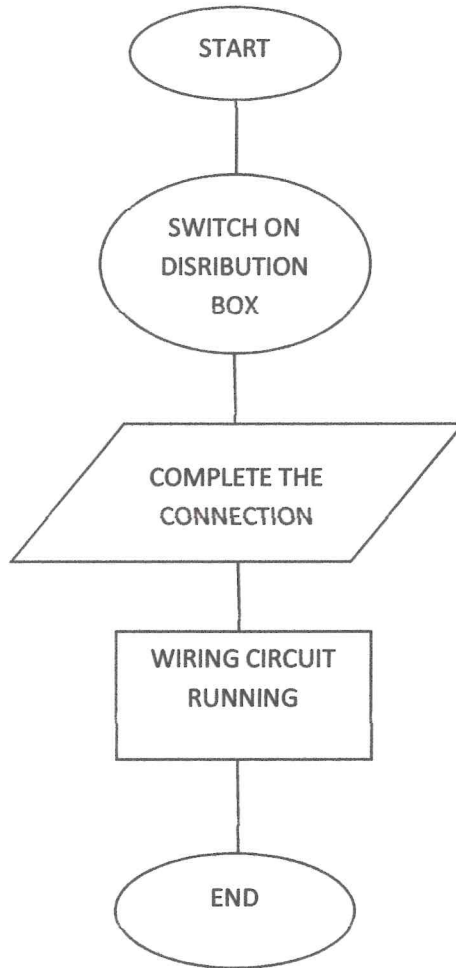 START
SWITCH ON
DISRIBUTION
BOX
COMPLETE THE
CONNECTION
WIRING CIRCUIT
RUNNING
END